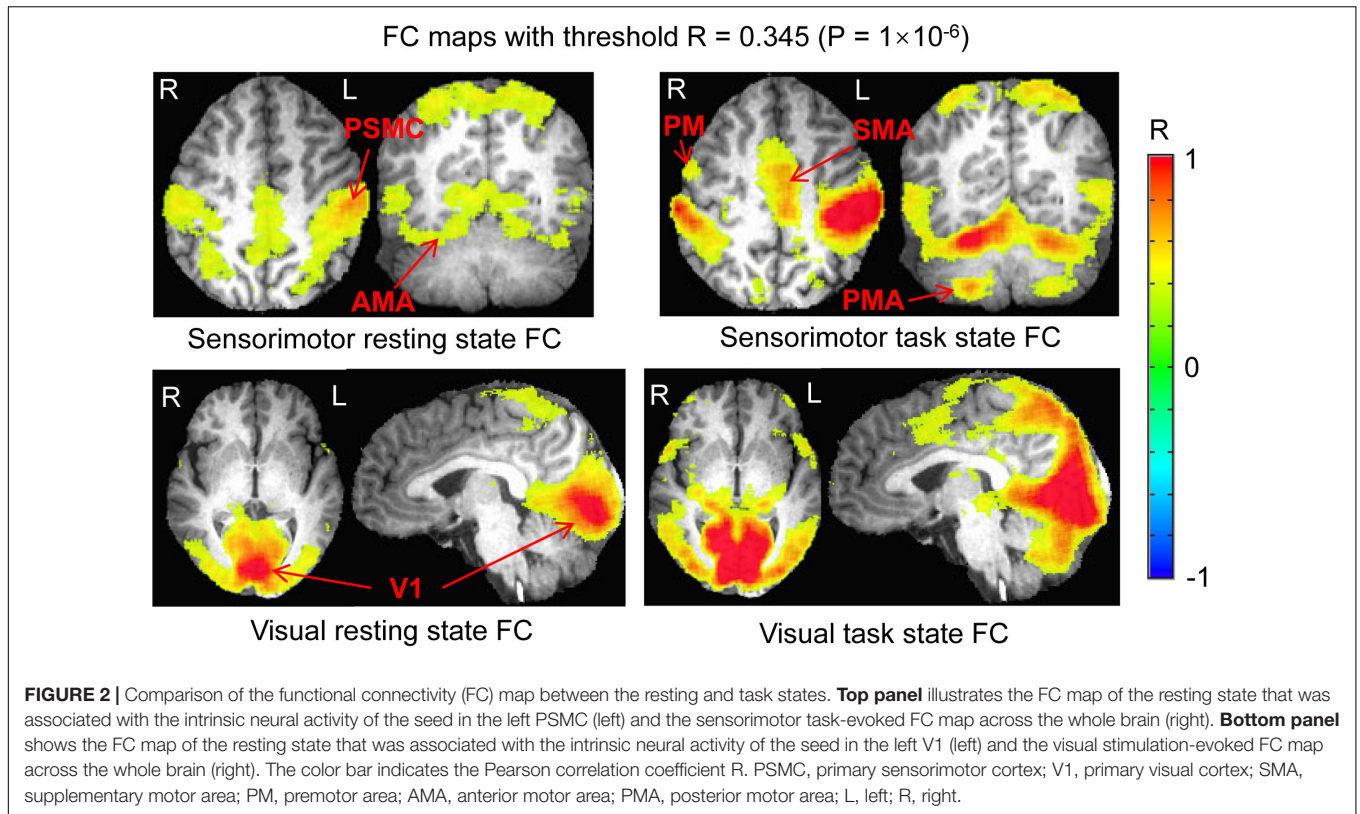 FC maps with threshold R = 0.345 (P = 1×10⁻⁶)
R L
PSMC
AMA
Sensorimotor resting state FC
R L
PM SMA
PMA
Sensorimotor task state FC
R L
V1
Visual resting state FC
R L
Visual task state FC
R
1
0
-1
FIGURE 2 | Comparison of the functional connectivity (FC) map between the resting and task states. Top panel illustrates the FC map of the resting state that was
associated with the intrinsic neural activity of the seed in the left PSMC (left) and the sensorimotor task-evoked FC map across the whole brain (right). Bottom panel
shows the FC map of the resting state that was associated with the intrinsic neural activity of the seed in the left V1 (left) and the visual stimulation-evoked FC map
across the whole brain (right). The color bar indicates the Pearson correlation coefficient R. PSMC, primary sensorimotor cortex; V1, primary visual cortex; SMA,
supplementary motor area; PM, premotor area; AMA, anterior motor area; PMA, posterior motor area; L, left; R, right.